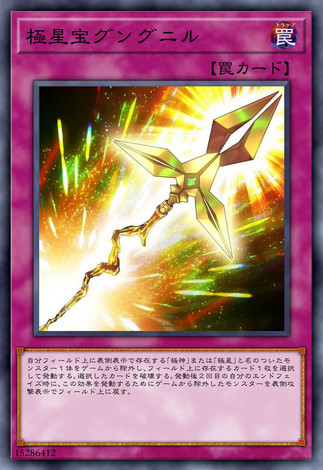 極星宝グングニル
トラップ
罠
【罠カード】
自分フィールド上に表側表示で存在する「極神」または「極星」と名のついたモ
ンスター1体をゲームから除外し、フィールド上に存在するカード1枚を選択
して発動する。選択したカードを破壊する。発動後2回目の自分のエンドフ
ェイズ時に、この効果を発動するためにゲームから除外したモンスターを表側攻
撃表示でフィールド上に戻す。
15286412